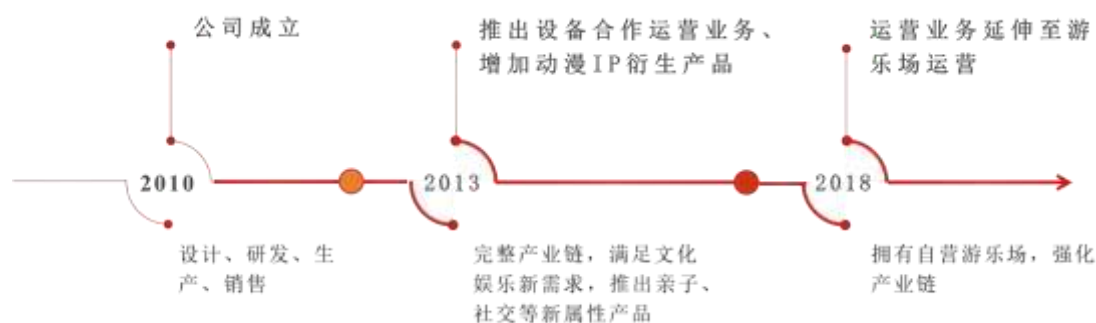 公司成立
推出设备合作运营业务、
增加动漫IP衍生产品
运营业务延伸至游
乐场运营
2010
2013
2018
设计、研发、生
产、销售
完整产业链，满足文化
娱乐新需求，推出亲子、
社交等新属性产品
拥有自营游乐场，强化
产业链